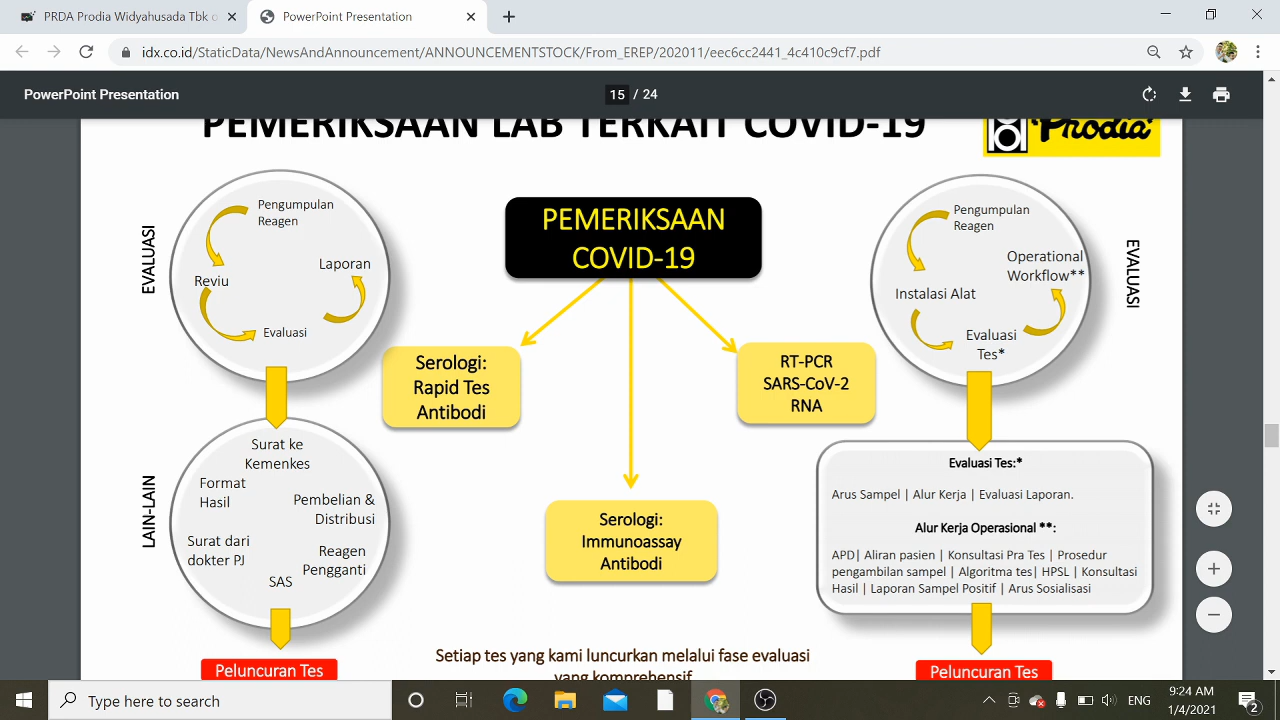 PRDA Prodia Widyahusada Tbk
PowerPoint Presentation
idx.co.id/StaticData/NewsAndAnnouncement/ANNOUNCEMENTSTOCK/From_EREP/202011/eec6cc2441_4c410c9cf7.pdf
PowerPoint Presentation
15 / 24
PEMERIKSAAN LAB TERKAIT COVID-19
Prodia
EVALUASI
Pengumpulan
Reagen
Reviu
Laporan
Evaluasi
PEMERIKSAAN
COVID-19
Serologi:
Rapid Tes
Antibodi
RT-PCR
SARS-CoV-2
RNA
Serologi:
Immunoassay
Antibodi
Pengumpulan
Reagen
Operational
Workflow**
Instalasi Alat
Evaluasi
Tes*
EVALUASI
LAIN-LAIN
Surat ke
Kemenkes
Format
Hasil
Pembelian &
Distribusi
Surat dari
dokter PJ
Reagen
Pengganti
SAS
Evaluasi Tes:*
Arus Sampel | Alur Kerja | Evaluasi Laporan.
Alur Kerja Operasional **:
APD| Aliran pasien | Konsultasi Pra Tes | Prosedur
pengambilan sampel | Algoritma tes| HPSL | Konsultasi
Hasil | Laporan Sampel Positif | Arus Sosialisasi
Peluncuran Tes
Setiap tes yang kami luncurkan melalui fase evaluasi
yang komprehensif
Peluncuran Tes
Type here to search
ENG
9:24 AM
1/4/2021
2